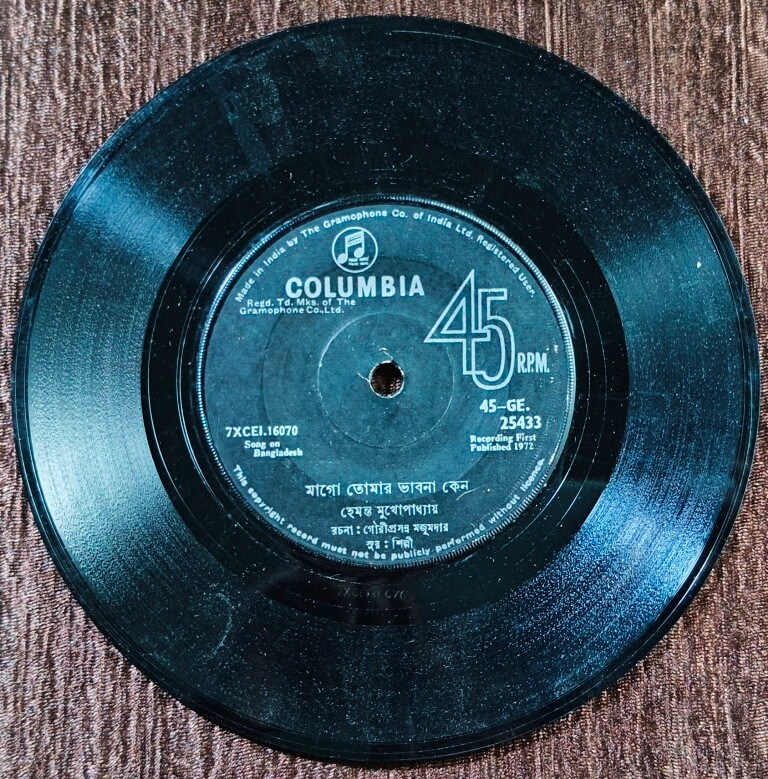 Made in India by The Gramophone Co. of India Ltd. Registered User.
COLUMBIA
Regd. Td. Mks. of The
Gramophone Co., Ltd.
45 R.P.M.
45-GE.
25433
Recording First
Published 1972
7XCEI.16070
Song on
Bangladesh
মাগো তোমার ভাবনা কেন
হেমন্ত মুখোপাধ্যায়
রচনা : গৌরীপ্রসন্ন মজুমদার
সুর : শিল্পী
This copyright record must not be publicly performed without licence.